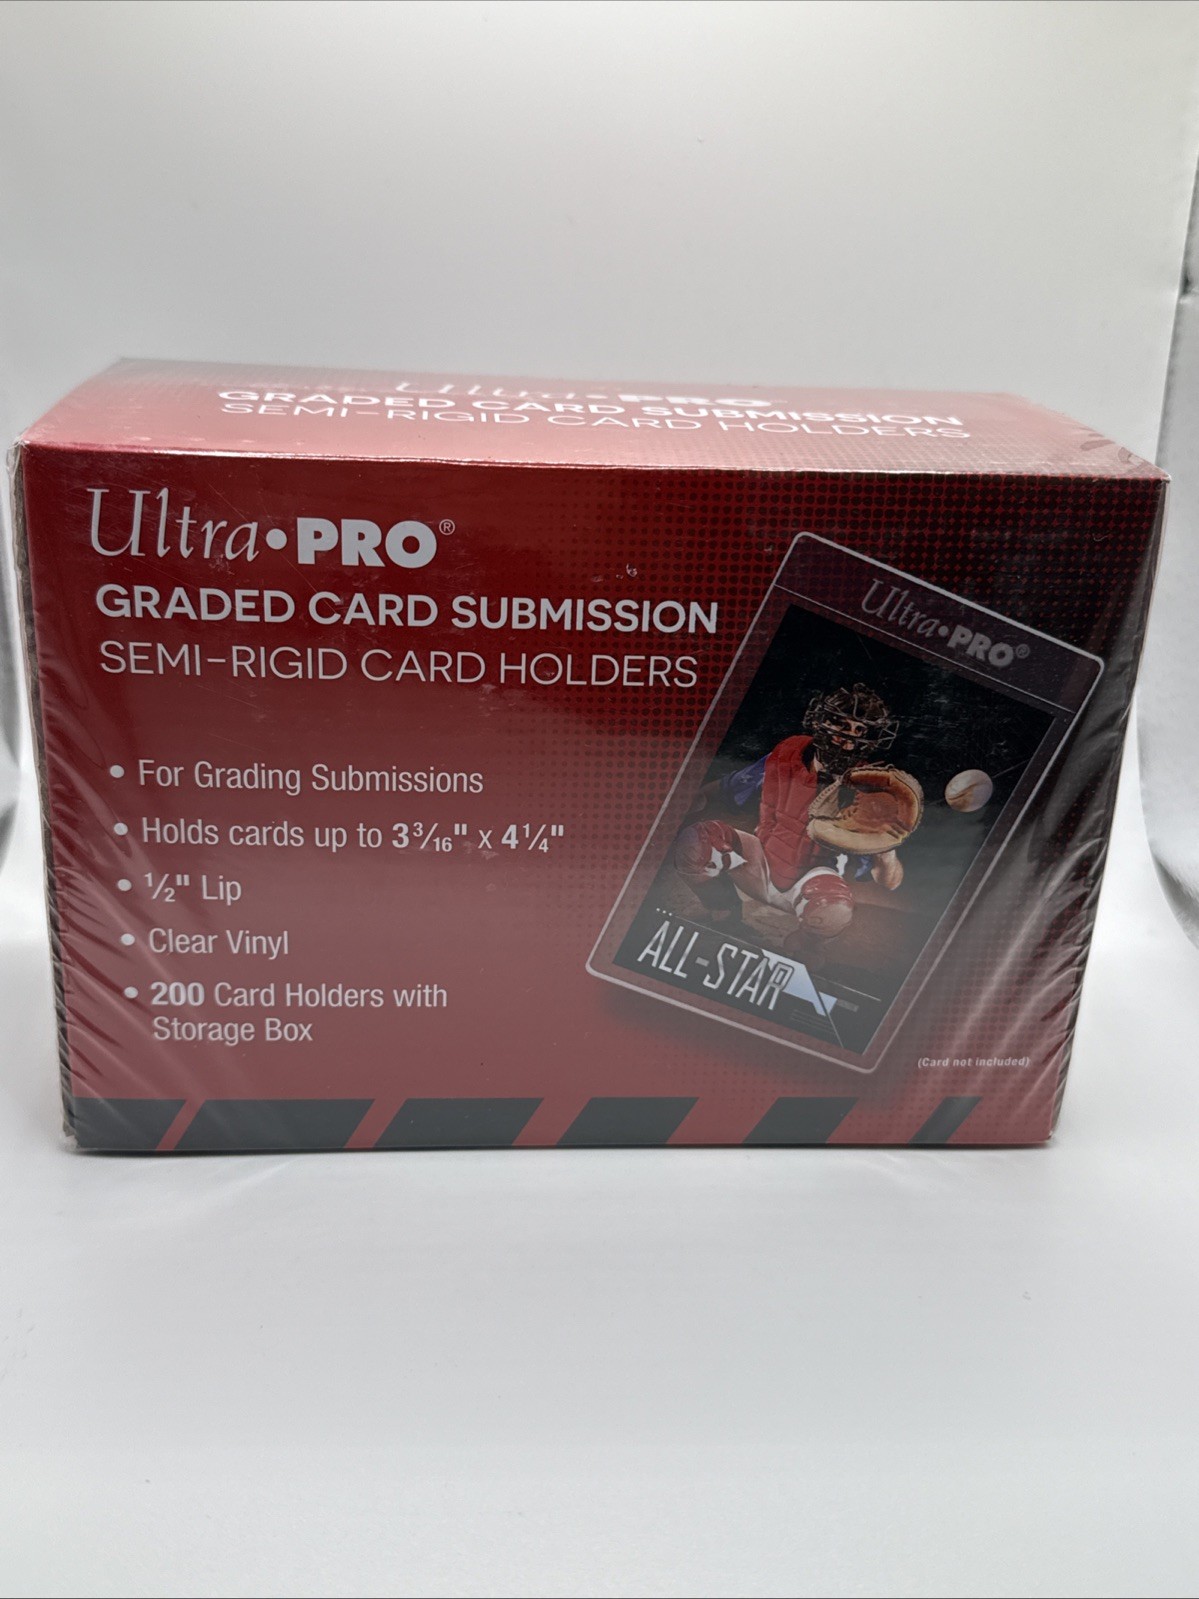 Ultra•PRO
GRADED CARD SUBMISSION
SEMI-RIGID CARD HOLDERS
Ultra•PRO®
GRADED CARD SUBMISSION
SEMI-RIGID CARD HOLDERS
• For Grading Submissions
• Holds cards up to 3 3/16" x 4 1/4"
• 1/2" Lip
• Clear Vinyl
• 200 Card Holders with
Storage Box
Ultra•PRO®
ALL-STAR
(Card not included)